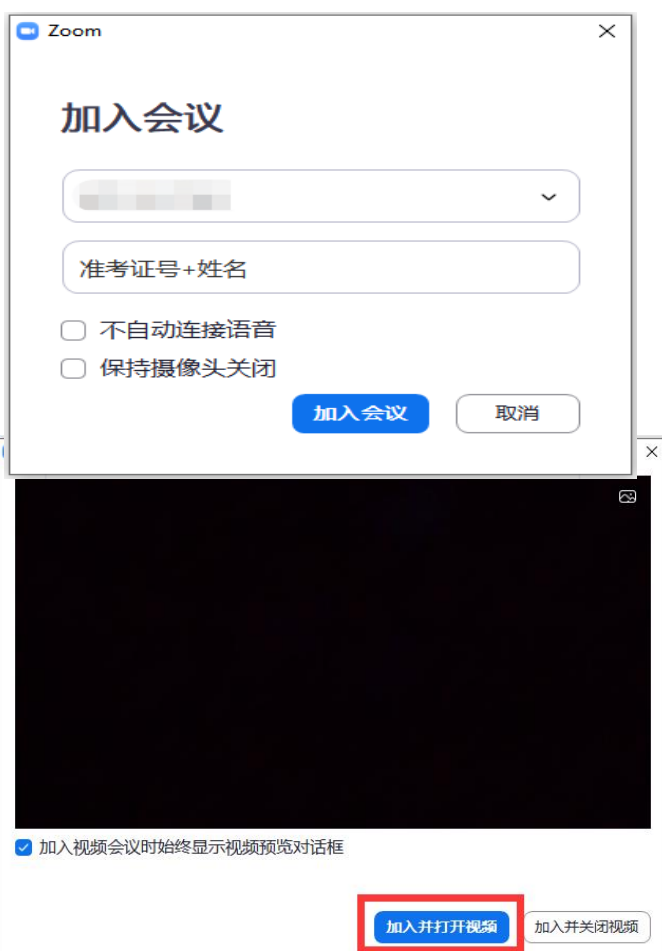 Zoom
加入会议
准考证号+姓名
不自动连接语音
保持摄像头关闭
加入会议 取消
加入视频会议时始终显示视频预览对话框
加入并打开视频 加入并关闭视频